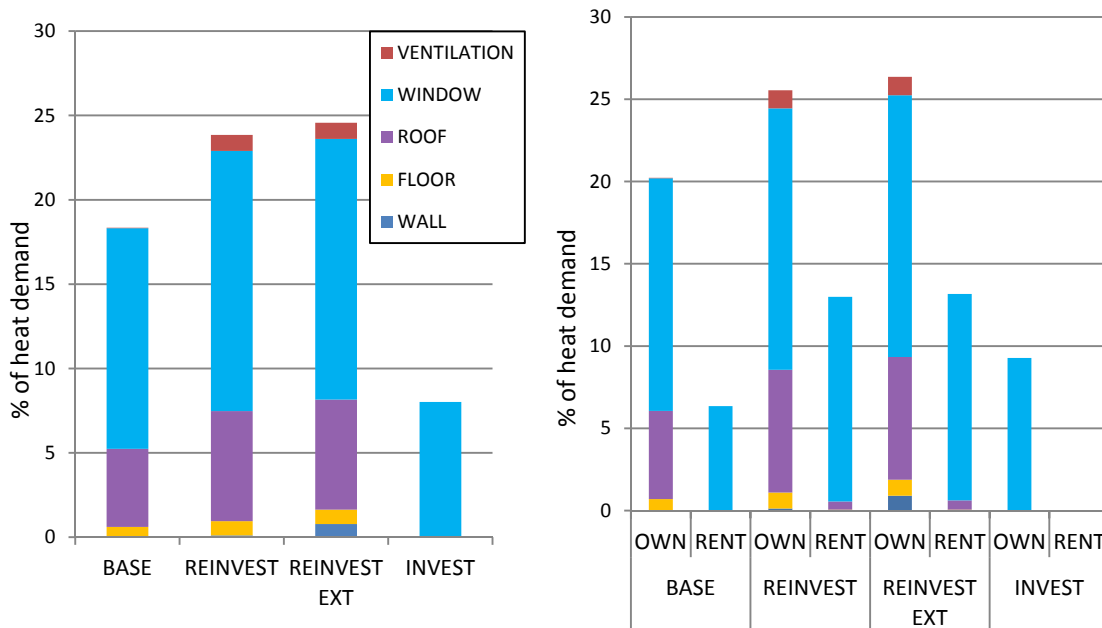 % of heat demand
30
25
20
15
10
5
0
VENTILATION
WINDOW
ROOF
FLOOR
WALL
BASE
REINVEST
REINVEST
EXT
INVEST
% of heat demand
30
25
20
15
10
5
0
OWN RENT OWN RENT OWN RENT OWN RENT
BASE
REINVEST
REINVEST
EXT
INVEST